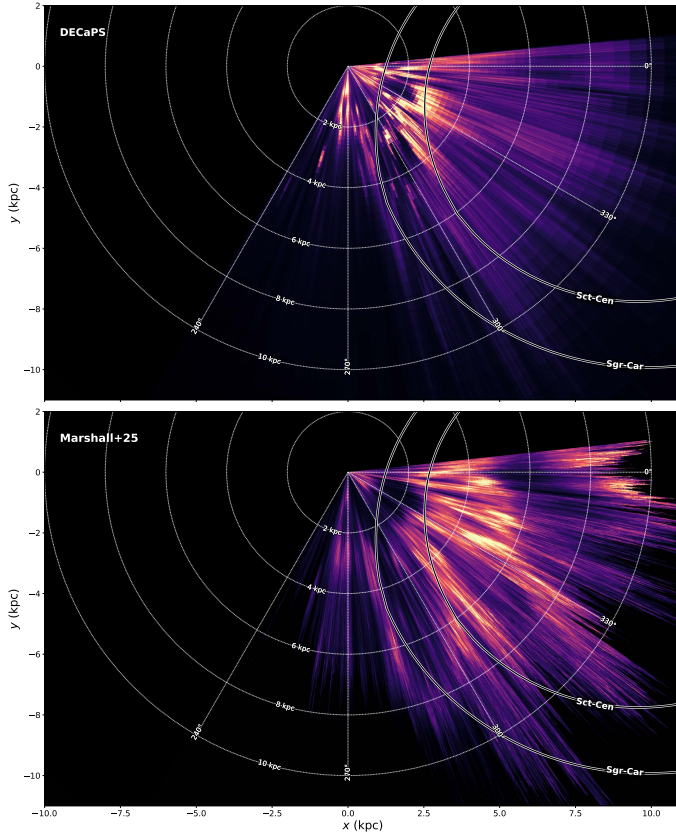 2
DECaPS
0
0°
−2
2 kpc
−4
4 kpc
330°
y (kpc)
−6
6 kpc
−8
8 kpc
Sct-Cen
240°
300°
−10
10 kpc
270°
Sgr-Car
2
Marshall+25
0
0°
−2
2 kpc
−4
4 kpc
330°
y (kpc)
−6
6 kpc
−8
8 kpc
Sct-Cen
240°
300°
−10
10 kpc
270°
Sgr-Car
−10.0 −7.5 −5.0 −2.5 0.0 2.5 5.0 7.5 10.0
x (kpc)